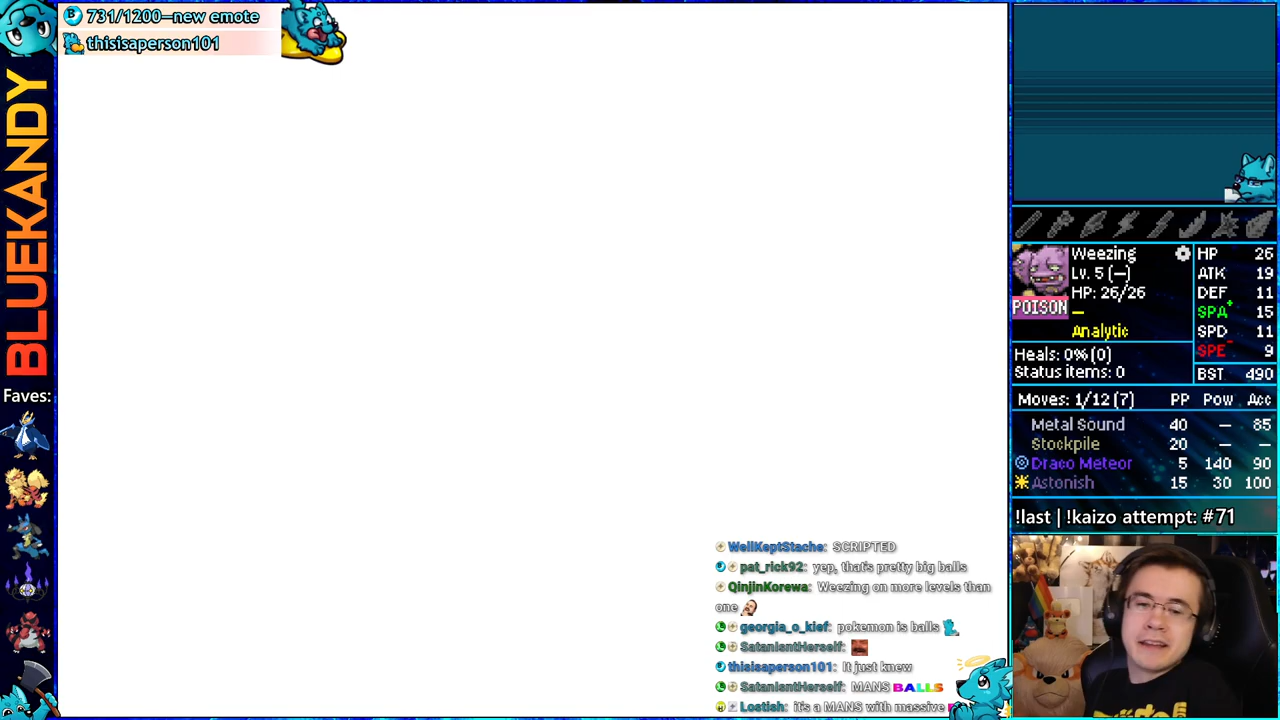 731/1200—new emote
thisisaperson101
BLUEKANDY
Faves:
Weezing
Lv. 5 (—)
HP: 26/26
POISON
—
Analytic
Heals: 0% (0)
Status items: 0
HP 26
ATK 19
DEF 11
SPA+ 15
SPD 11
SPE- 9
BST 490
Moves: 1/12 (7) PP Pow Acc
Metal Sound 40 — 85
Stockpile 20 — —
Draco Meteor 5 140 90
Astonish 15 30 100
!last | !kaizo attempt: #71
WellKeptStache: SCRIPTED
pat_rick92: yep, that's pretty big balls
QinjinKorewa: Weezing on more levels than
one
georgia_o_kief: pokemon is balls
SatanIsntHerself:
thisisaperson101: It just knew
SatanIsntHerself: MANS BALLS
Lostish: it's a MANS with massive